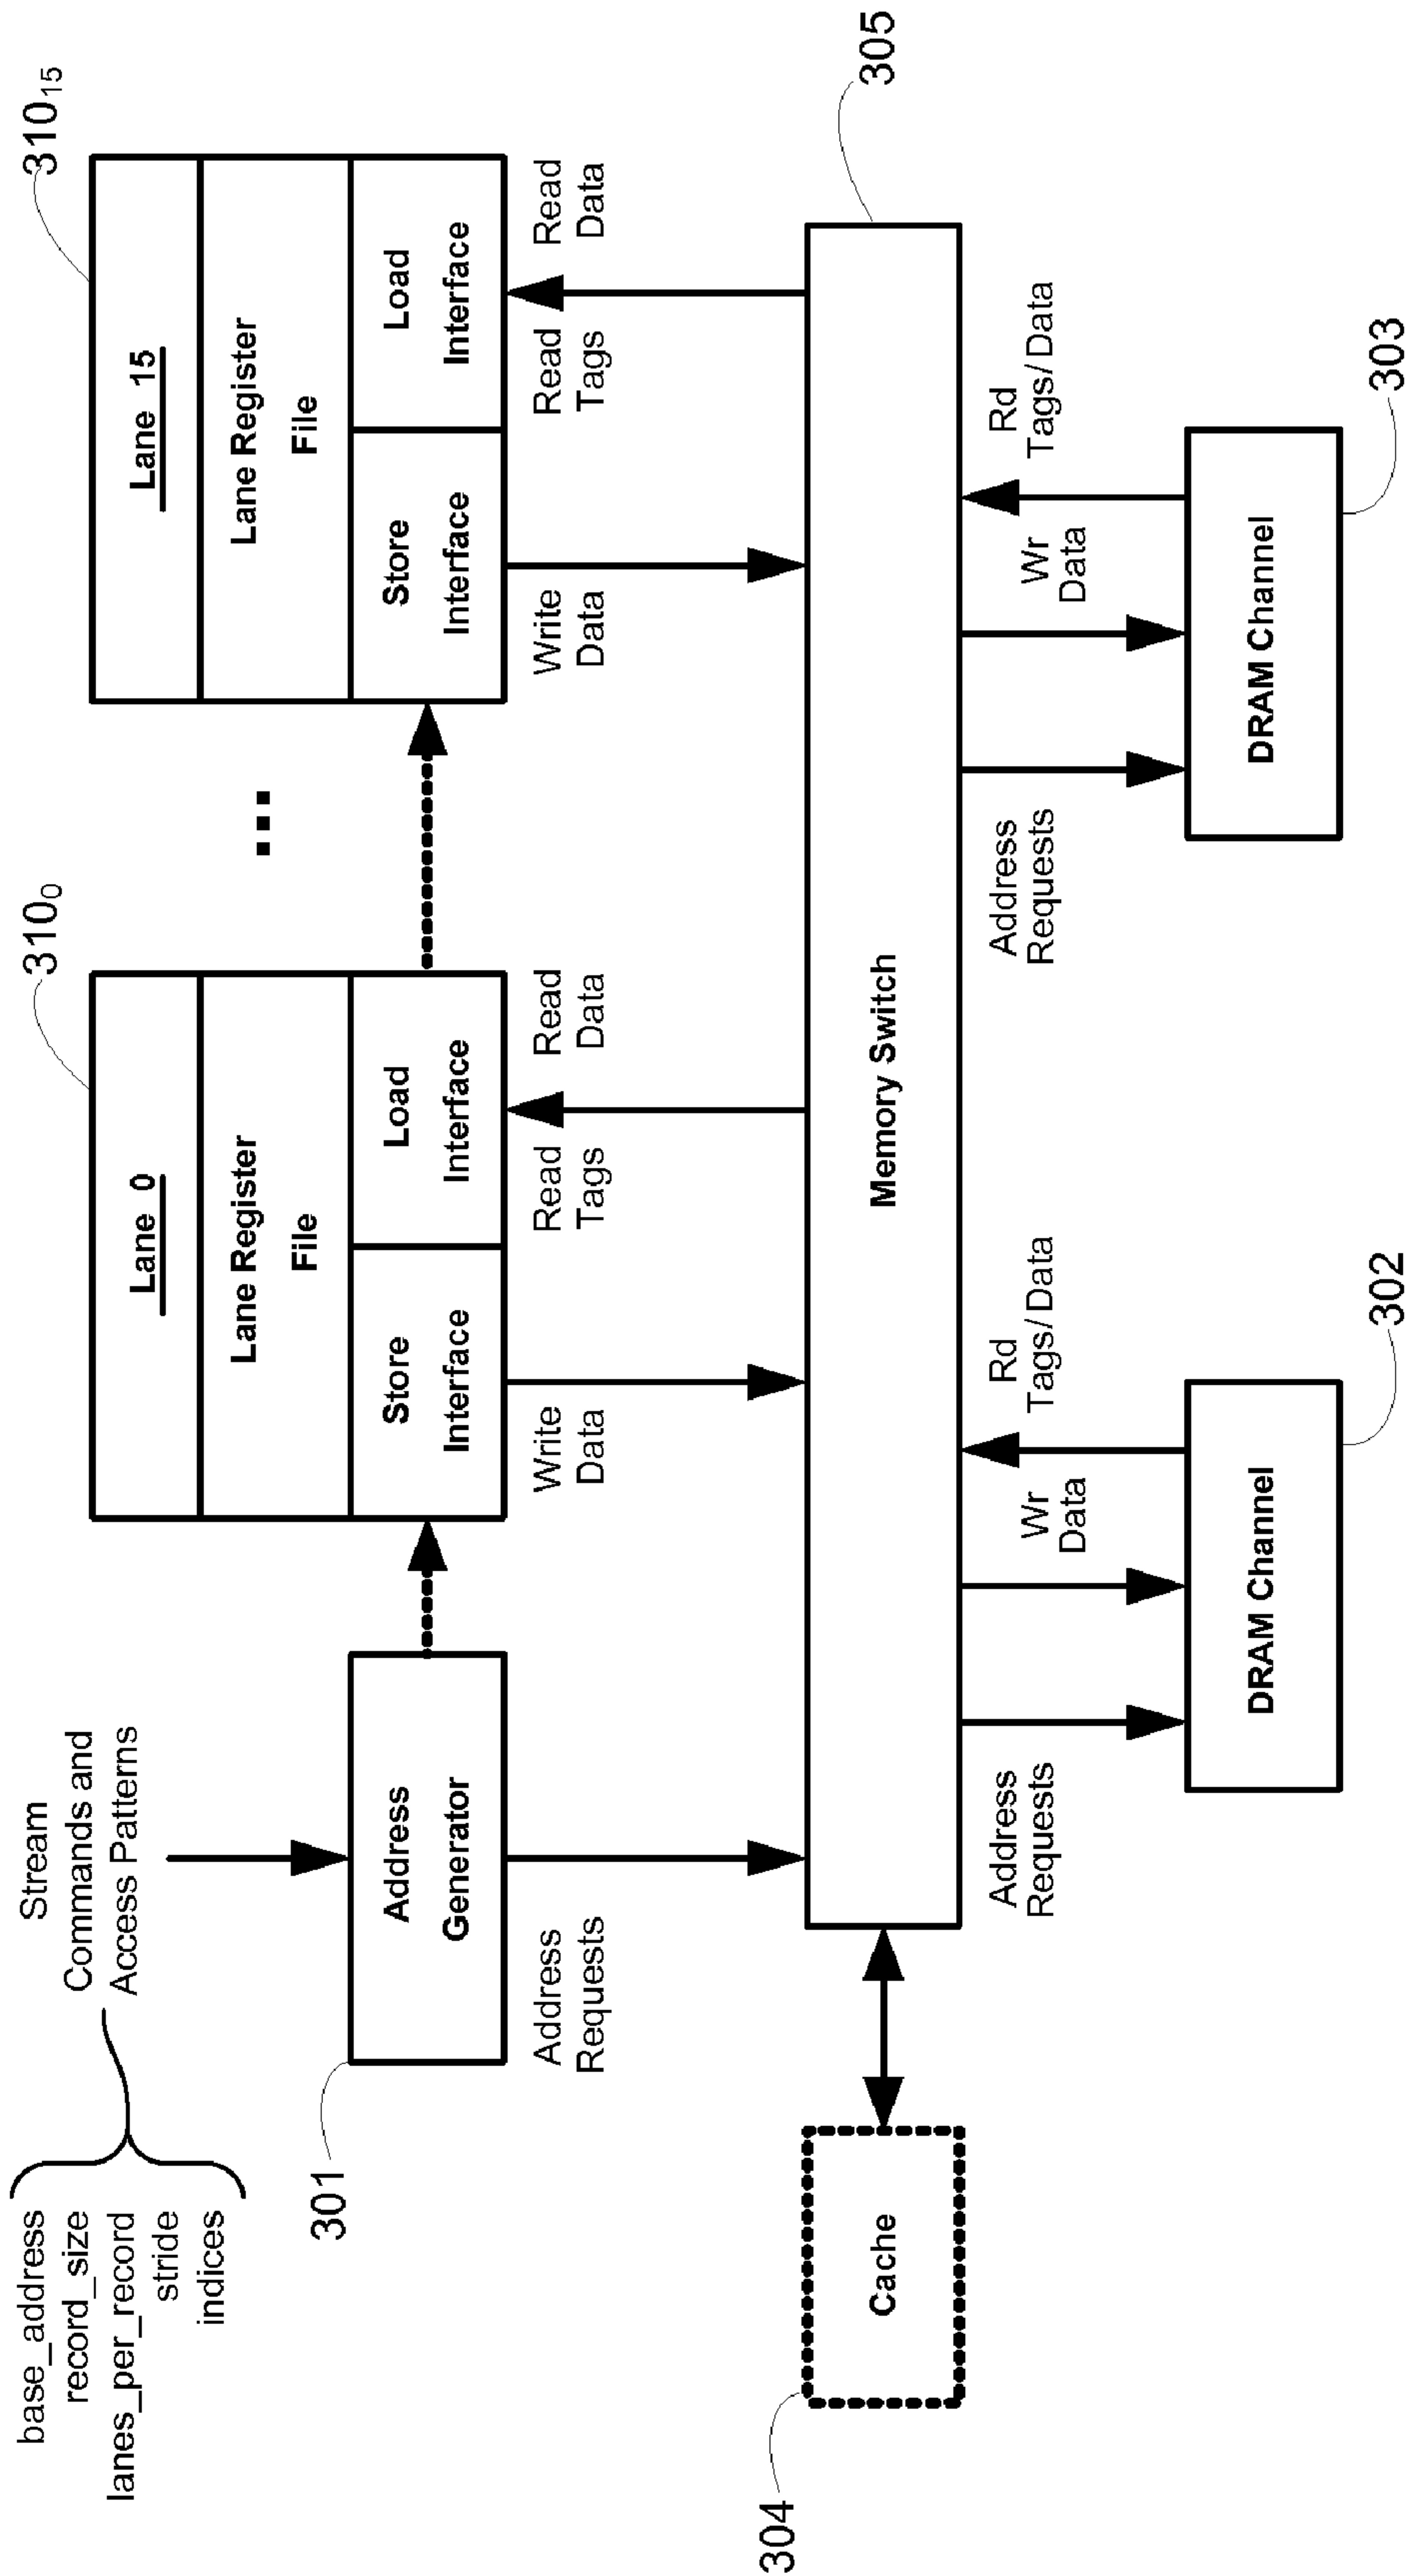 base_address
record_size
lanes_per_record
stride
indices
Stream
Commands and
Access Patterns
301
Address
Generator
Address
Requests
310₀
Lane 0
Lane Register
File
Store
Interface
Load
Interface
Write
Data
Read
Tags
Read
Data
...
310₁₅
Lane 15
Lane Register
File
Store
Interface
Load
Interface
Write
Data
Read
Tags
Read
Data
304
Cache
Memory Switch
305
Address
Requests
Wr
Data
Rd
Tags/Data
DRAM Channel
302
Address
Requests
Wr
Data
Rd
Tags/Data
DRAM Channel
303